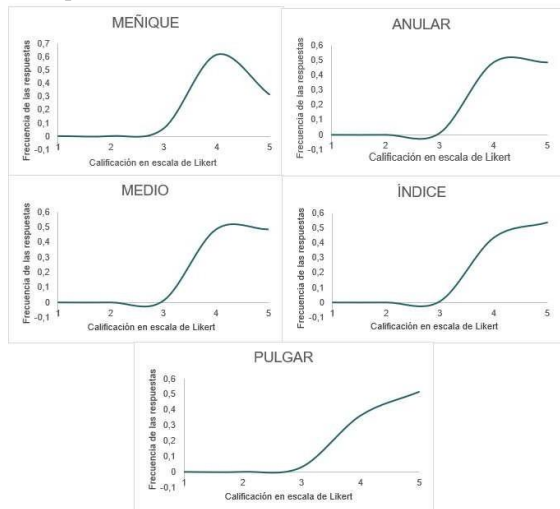 MEÑIQUE
Frecuencia de las respuestas
0,7
0,6
0,5
0,4
0,3
0,2
0,1
0
-0,1
1 2 3 4 5
Calificación en escala de Likert
ANULAR
Frecuencia de las respuestas
0,6
0,5
0,4
0,3
0,2
0,1
0
-0,1
1 2 3 4 5
Calificación en escala de Likert
MEDIO
Frecuencia de las respuestas
0,6
0,5
0,4
0,3
0,2
0,1
0
-0,1
1 2 3 4 5
Calificación en escala de Likert
ÌNDICE
Frecuencia de las respuestas
0,6
0,5
0,4
0,3
0,2
0,1
0
-0,1
1 2 3 4 5
Calificación en escala de Likert
PULGAR
Frecuencia de las respuestas
0,6
0,5
0,4
0,3
0,2
0,1
0
-0,1
1 2 3 4 5
Calificación en escala de Likert